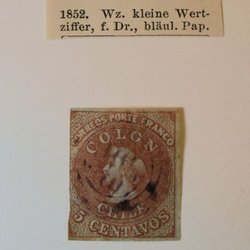 1852. Wz. kleine Wert-
ziffer, f. Dr., bläul. Pap.
CORREOS PORTE FRANCO
COLON
CHILE
5 CENTAVOS